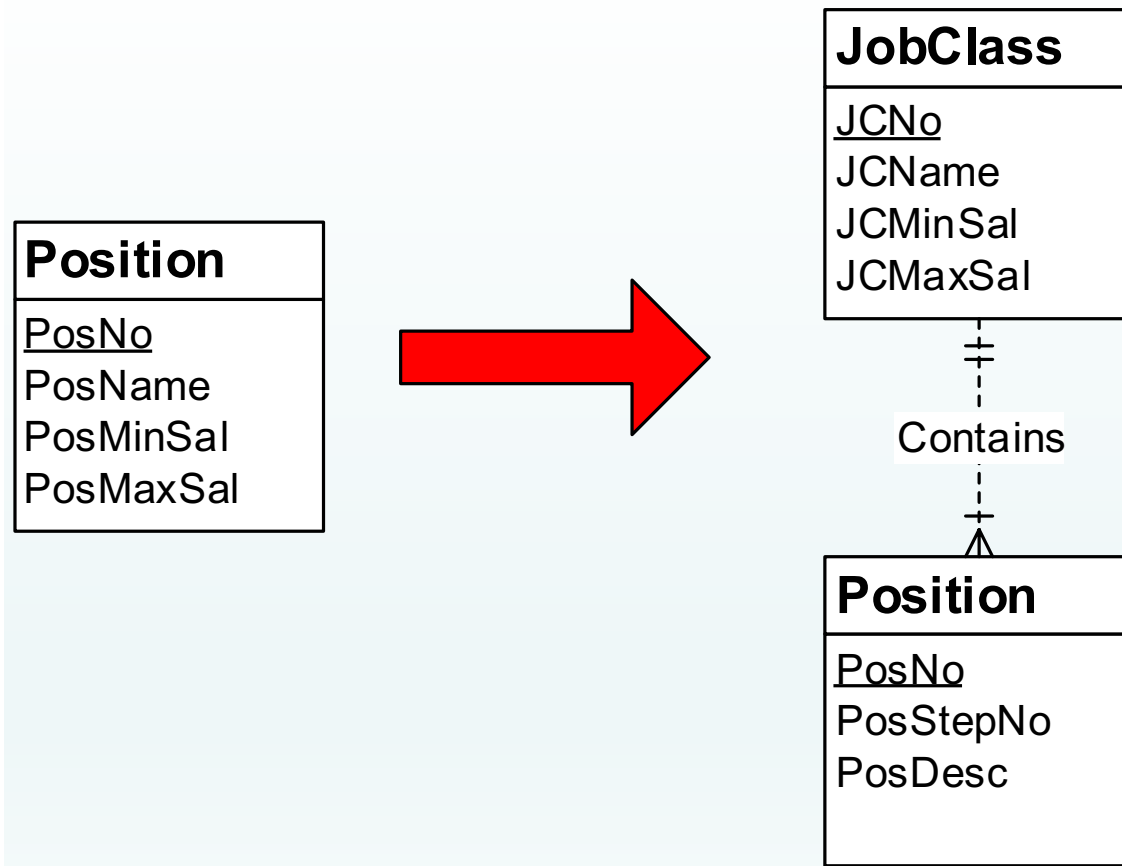 Position
PosNo
PosName
PosMinSal
PosMaxSal
JobClass
JCNo
JCName
JCMinSal
JCMaxSal
Contains
Position
PosNo
PosStepNo
PosDesc